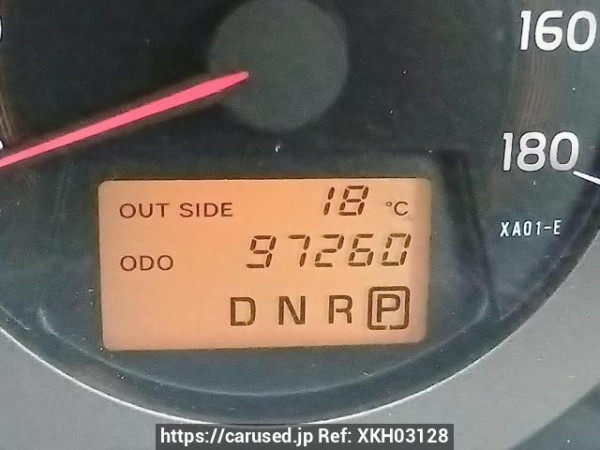 160
180
XA01-E
OUT SIDE 18 °C
ODO 97260
D N R P
https://carused.jp Ref: XKH03128